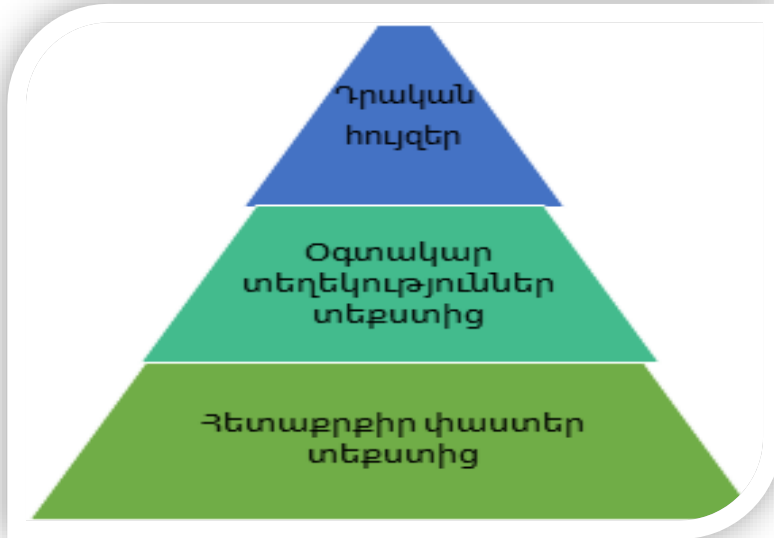 Դրական
հույզեր
Օգտակար
տեղեկություններ
տեքստից
Հետաքրքիր փաստեր
տեքստից